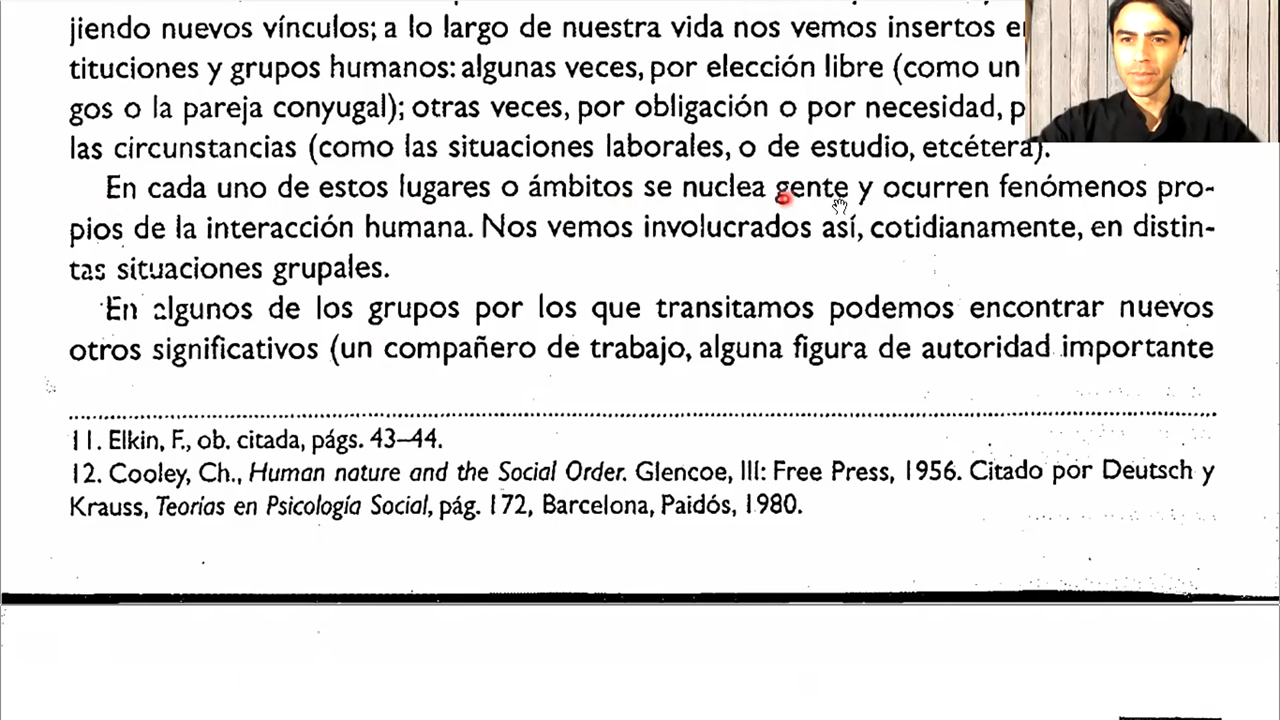 jiendo nuevos vínculos; a lo largo de nuestra vida nos vemos insertos
tituciones y grupos humanos: algunas veces, por elección libre (como un
gos o la pareja conyugal); otras veces, por obligación o por necesidad,
las circunstancias (como las situaciones laborales, o de estudio, etcétera).
En cada uno de estos lugares o ámbitos se nuclea gente y ocurren fenómenos pro-
pios de la interacción humana. Nos vemos involucrados así, cotidianamente, en distin-
tas situaciones grupales.
En algunos de los grupos por los que transitamos podemos encontrar nuevos
otros significativos (un compañero de trabajo, alguna figura de autoridad importante
11. Elkin, F., ob. citada, págs. 43–44.
12. Cooley, Ch., Human nature and the Social Order. Glencoe, Ill: Free Press, 1956. Citado por Deutsch y
Krauss, Teorías en Psicología Social, pág. 172, Barcelona, Paidós, 1980.